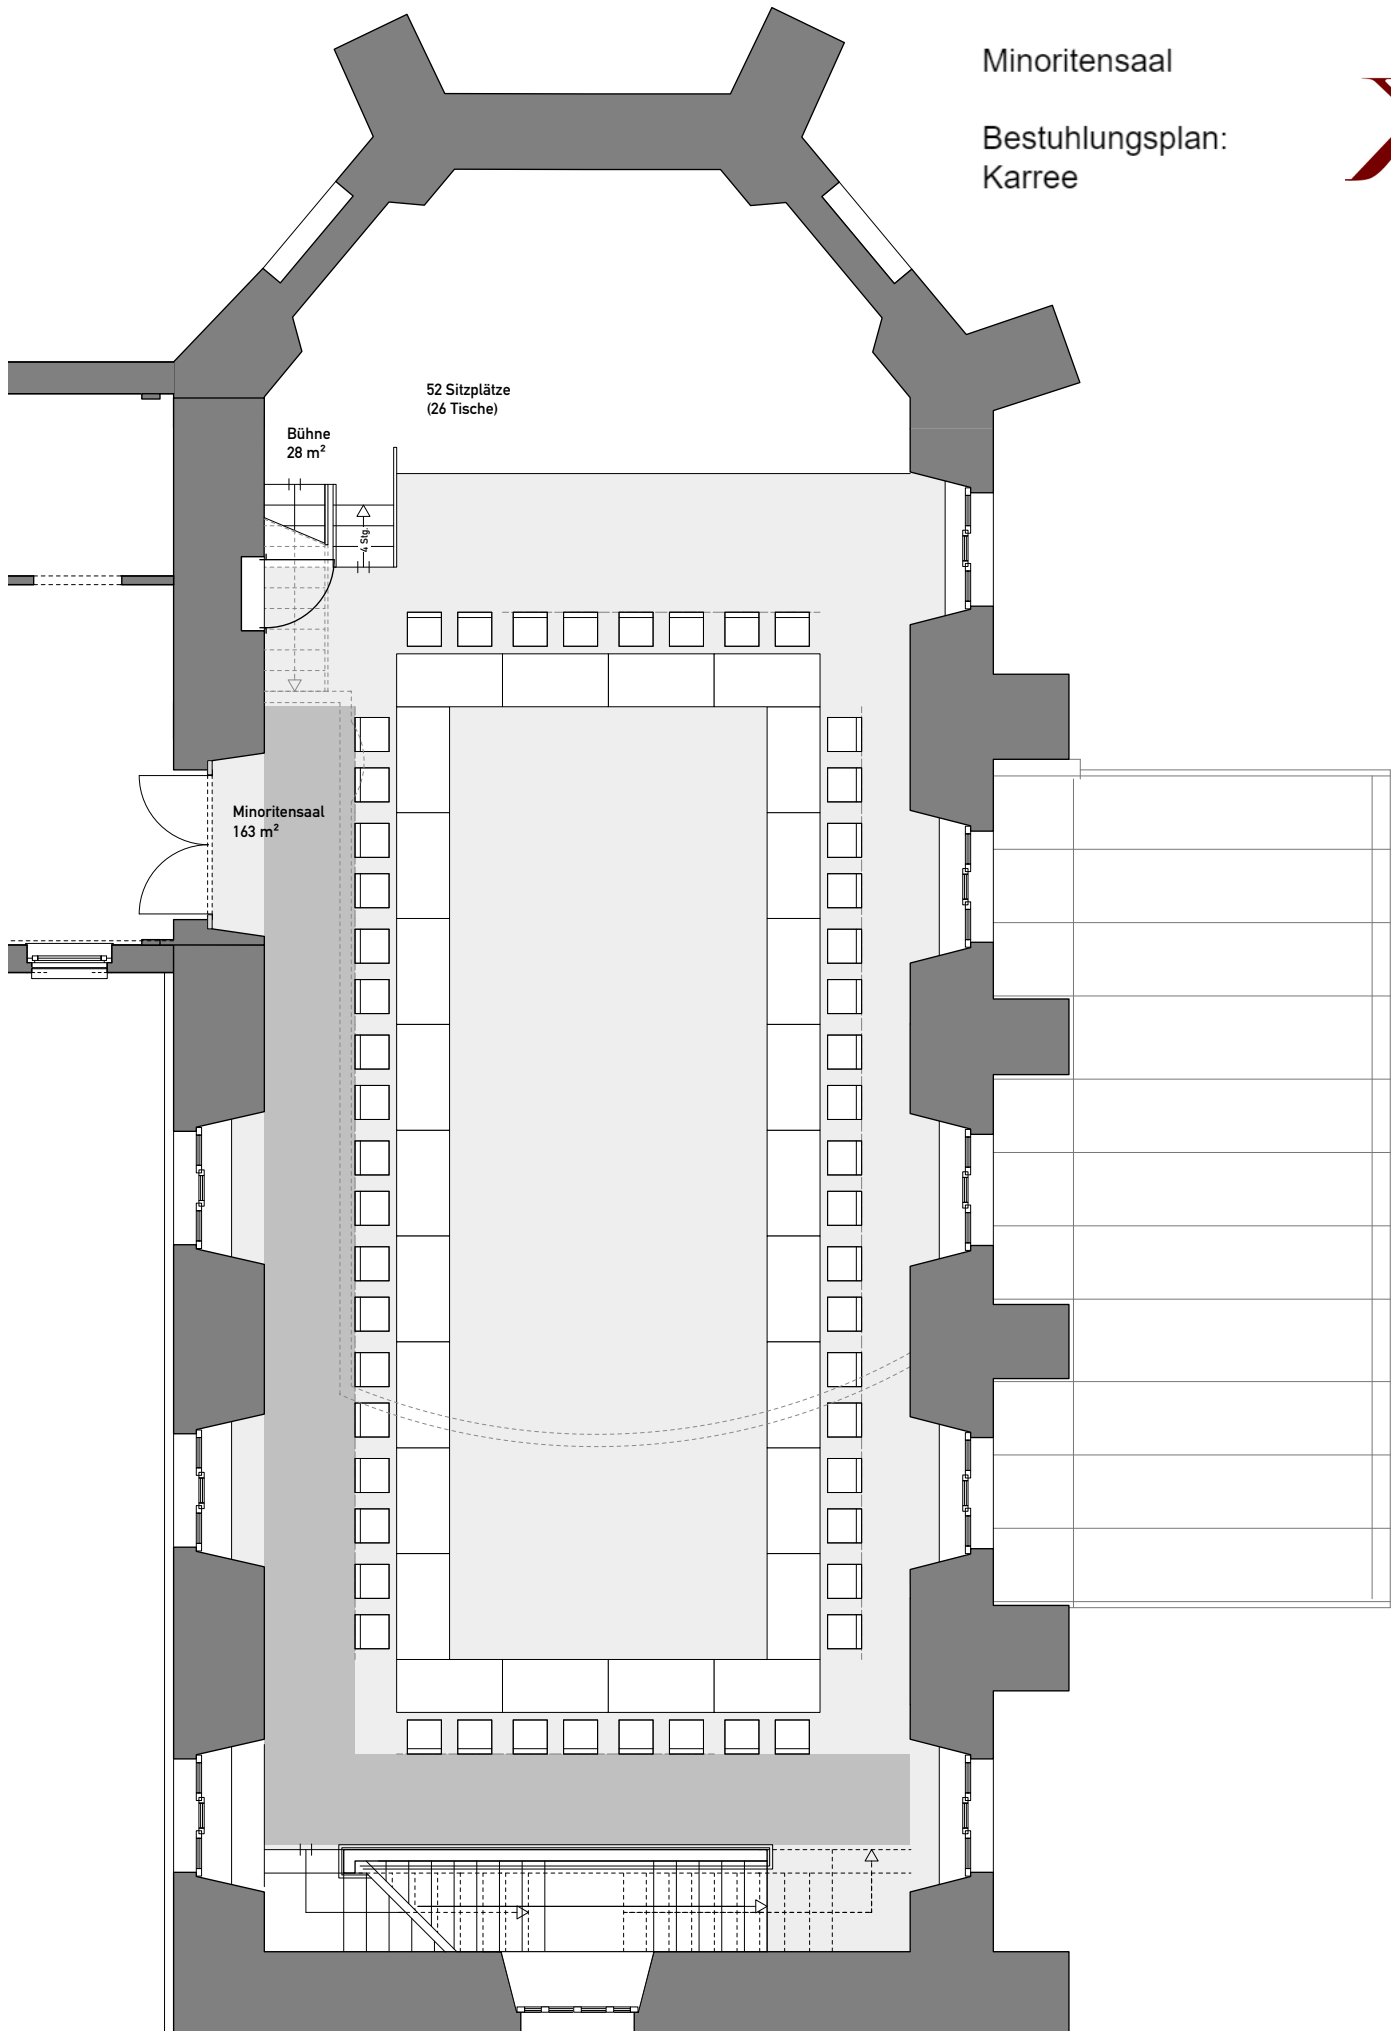 Minoritensaal
Bestuhlungsplan:
Karree
52 Sitzplätze
(26 Tische)
Bühne
28 m²
4 Stg.
Minoritensaal
163 m²